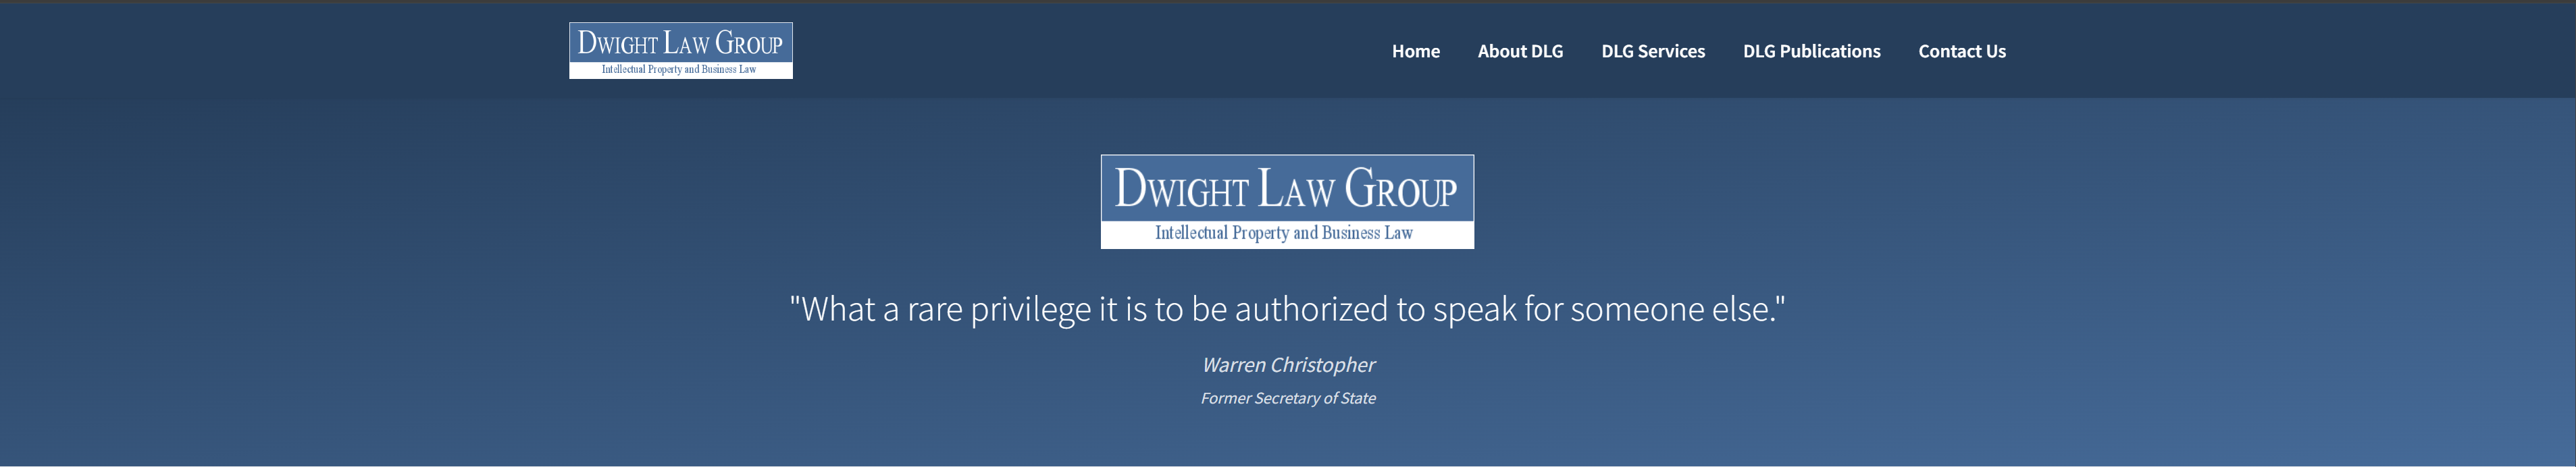 DWIGHT LAW GROUP
Intellectual Property and Business Law
Home About DLG DLG Services DLG Publications Contact Us
DWIGHT LAW GROUP
Intellectual Property and Business Law
"What a rare privilege it is to be authorized to speak for someone else."
Warren Christopher
Former Secretary of State